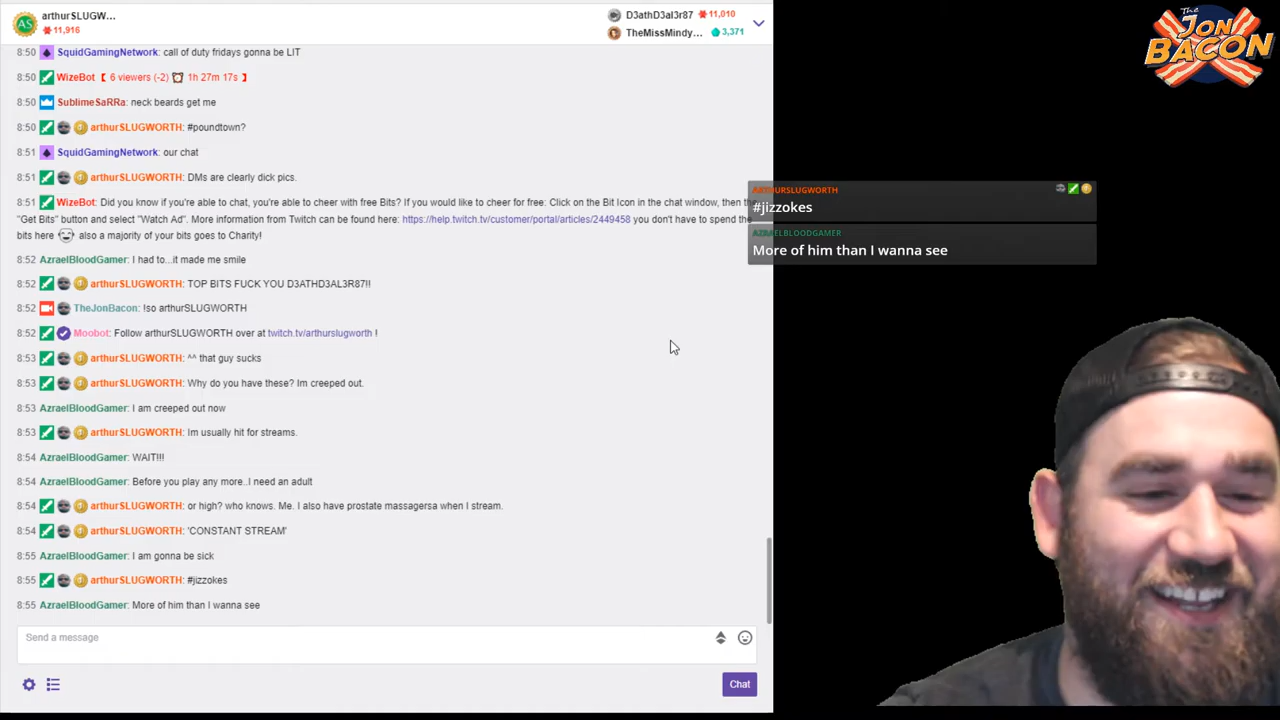 arthurSLUGW...
11,916
D3athD3al3r87 11,010
TheMissMindy... 3,371
8:50 SquidGamingNetwork: call of duty fridays gonna be LIT
8:50 WizeBot 【 6 viewers (-2) ⏰ 1h 27m 17s 】
8:50 SublimeSaRRa: neck beards get me
8:50 arthurSLUGWORTH: #poundtown?
8:51 SquidGamingNetwork: our chat
8:51 arthurSLUGWORTH: DMs are clearly dick pics.
8:51 WizeBot: Did you know if you're able to chat, you're able to cheer with free Bits? If you would like to cheer for free: Click on the Bit Icon in the chat window, then the
"Get Bits" button and select "Watch Ad". More information from Twitch can be found here: https://help.twitch.tv/customer/portal/articles/2449458 you don't have to spend the
bits here also a majority of your bits goes to Charity!
8:52 AzraelBloodGamer: I had to...it made me smile
8:52 arthurSLUGWORTH: TOP BITS FUCK YOU D3ATHD3AL3R87!!
8:52 TheJonBacon: !so arthurSLUGWORTH
8:52 Moobot: Follow arthurSLUGWORTH over at twitch.tv/arthurslugworth !
8:53 arthurSLUGWORTH: ^^ that guy sucks
8:53 arthurSLUGWORTH: Why do you have these? Im creeped out.
8:53 AzraelBloodGamer: I am creeped out now
8:53 arthurSLUGWORTH: Im usually hit for streams.
8:54 AzraelBloodGamer: WAIT!!!
8:54 AzraelBloodGamer: Before you play any more..I need an adult
8:54 arthurSLUGWORTH: or high? who knows. Me. I also have prostate massagersa when I stream.
8:54 arthurSLUGWORTH: 'CONSTANT STREAM'
8:55 AzraelBloodGamer: I am gonna be sick
8:55 arthurSLUGWORTH: #jizzokes
8:55 AzraelBloodGamer: More of him than I wanna see
Send a message
Chat
AS
THE
JON
BACON
ARTHURSLUGWORTH
#jizzokes
AZRAELBLOODGAMER
More of him than I wanna see